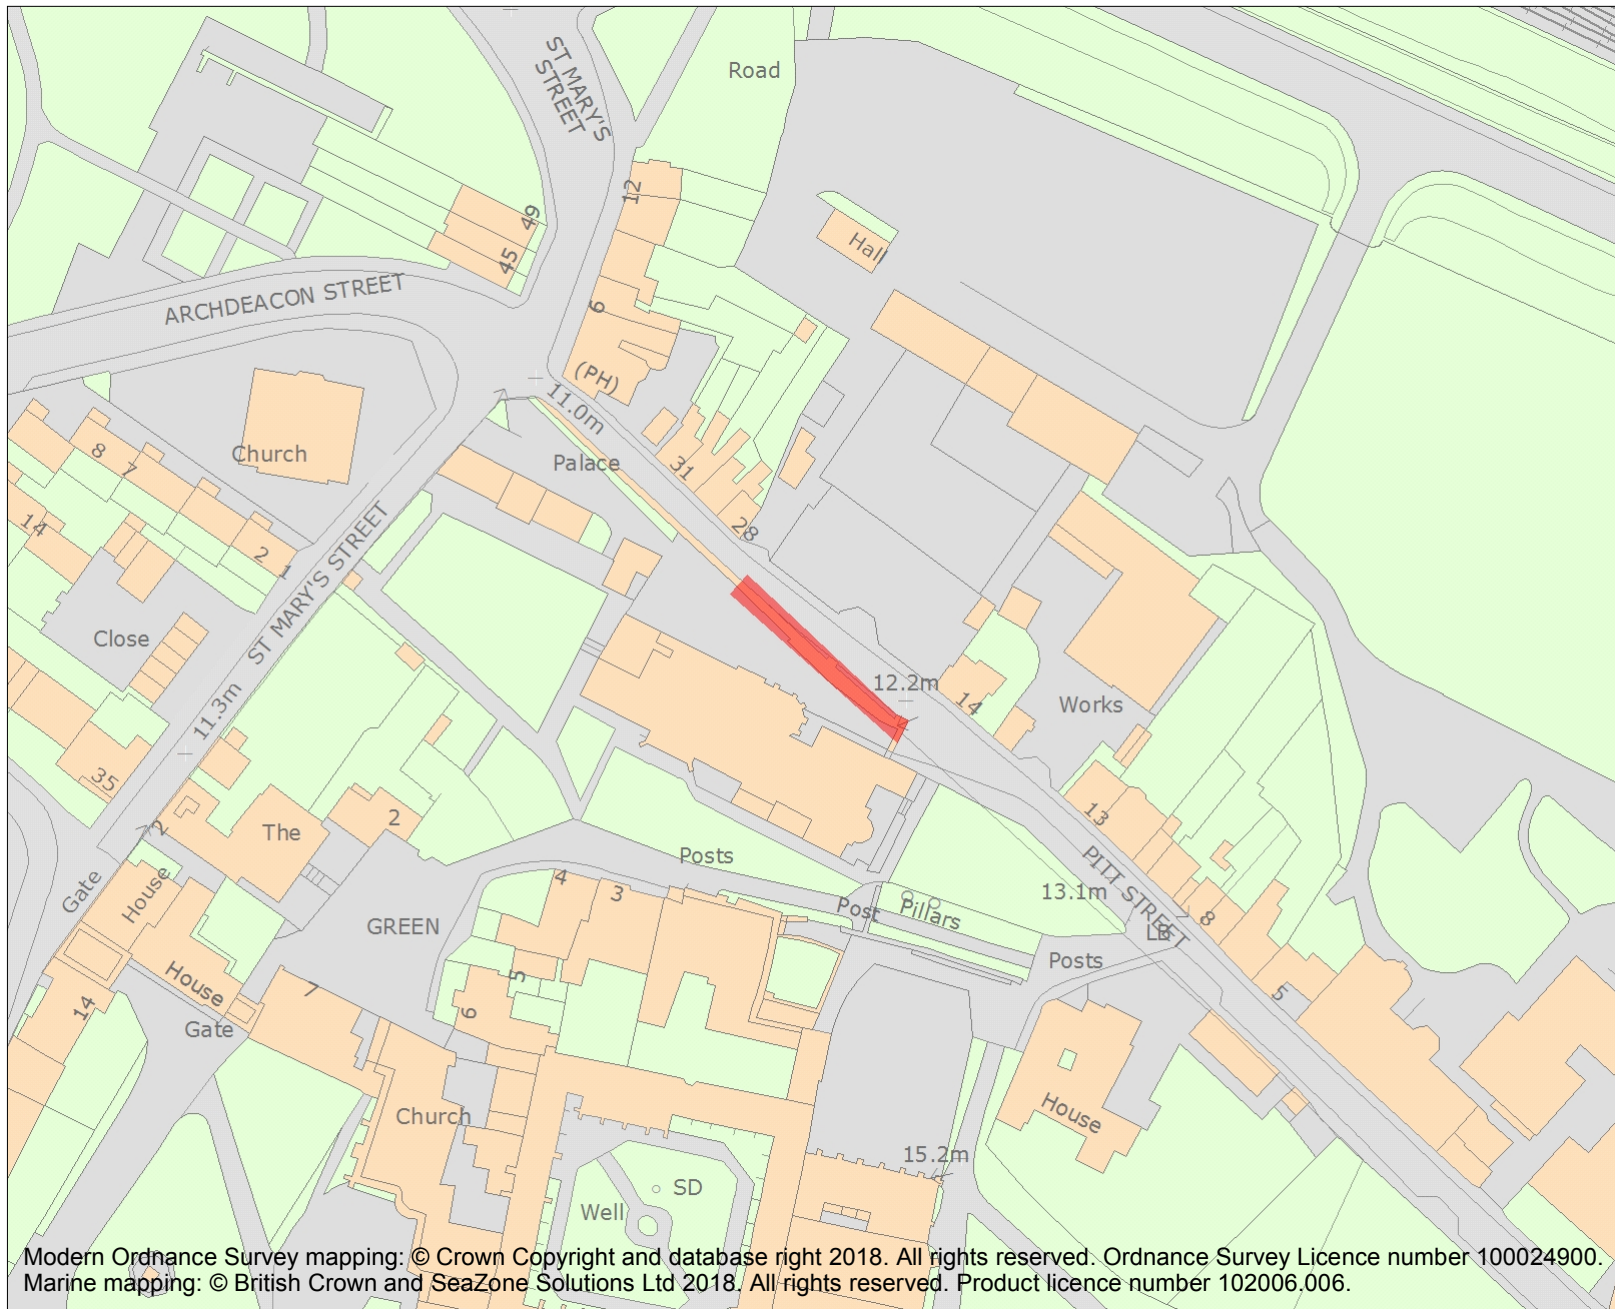 ST MARY'S
STREET
Road
12
49
45
Hall
ARCHDEACON STREET
6
(PH)
11.0m
Church
8
7
Palace
31
14
28
2
1
ST MARY'S STREET
Close
12.2m
14
Works
11.3m
35
2
The
2
13
Posts
PITT STREET
Gate
House
4
3
13.1m
Post
Pillars
8
GREEN
LB
Posts
House
5
7
5
14
6
Gate
Church
House
15.2m
SD
Well
Modern Ordnance Survey mapping: © Crown Copyright and database right 2018. All rights reserved. Ordnance Survey Licence number 100024900.
Marine mapping: © British Crown and SeaZone Solutions Ltd 2018. All rights reserved. Product licence number 102006.006.